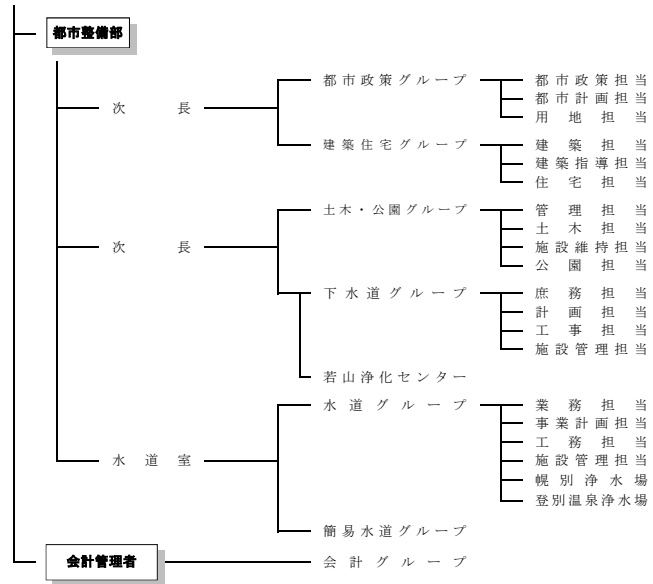 都市整備部
都市政策グループ 都市政策担当
都市計画担当
次長 用地担当
建築住宅グループ 建築担当
建築指導担当
住宅担当
土木・公園グループ 管理担当
土木担当
次長 施設維持担当
公園担当
下水道グループ 庶務担当
計画担当
工事担当
施設管理担当
若山浄化センター
水道グループ 業務担当
事業計画担当
工務担当
水道室 施設管理担当
幌別浄水場
登別温泉浄水場
簡易水道グループ
会計管理者 会計グループ